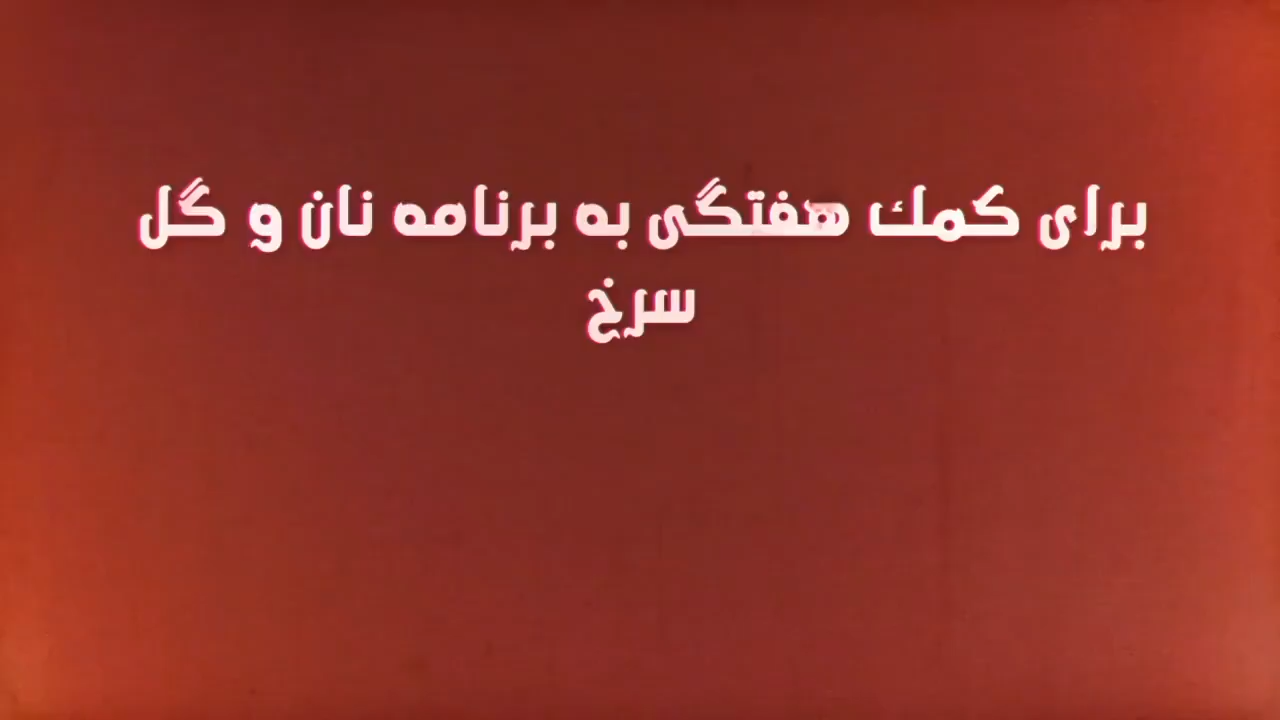 برای کمک هفتگی به برنامه نان و گل
سرخ